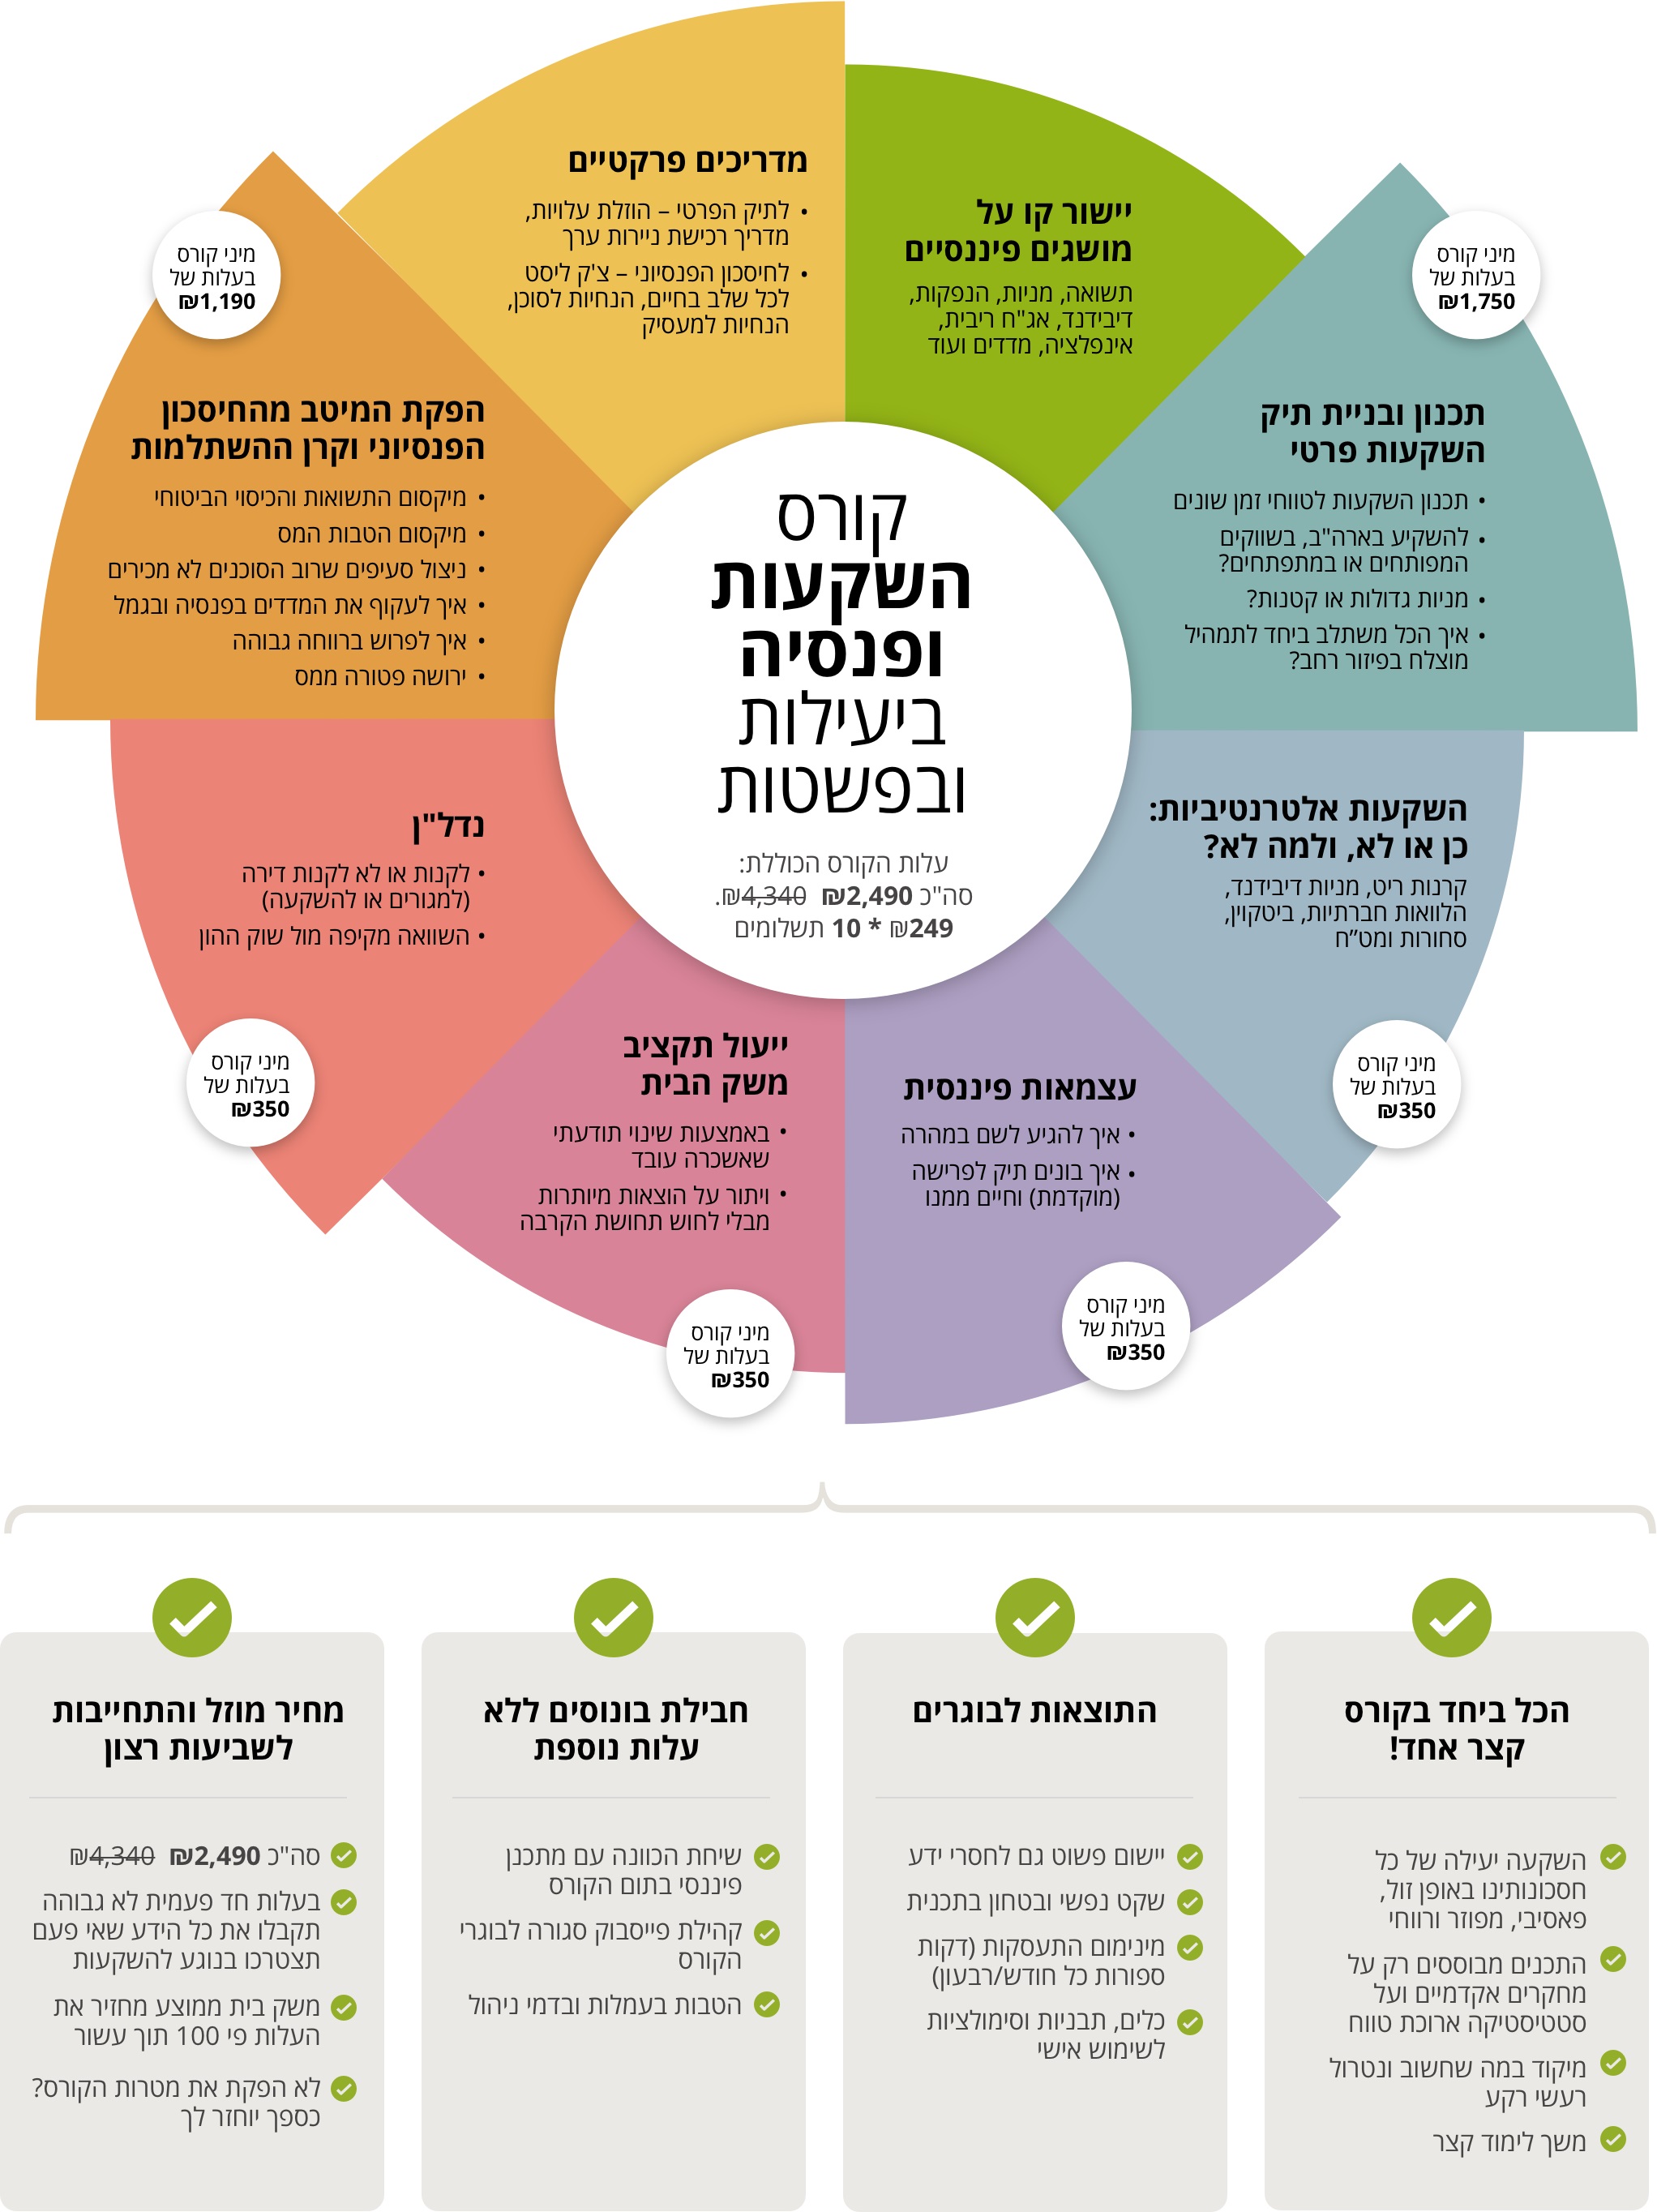 קורס
השקעות
ופנסיה
ביעילות
ובפשטות
עלות הקורס הכוללת:
סה"כ 2,490₪ 4,340₪.
249₪ * 10 תשלומים
יישור קו על
מושגים פיננסיים
תשואה, מניות, הנפקות,
דיבידנד, אג"ח ריבית,
אינפלציה, מדדים ועוד
מיני קורס
בעלות של
1,750₪
תכנון ובניית תיק
השקעות פרטי
• תכנון השקעות לטווחי זמן שונים
• להשקיע בארה"ב, בשווקים
המפותחים או במתפתחים?
• מניות גדולות או קטנות?
• איך הכל משתלב ביחד לתמהיל
מוצלח בפיזור רחב?
השקעות אלטרנטיביות:
כן או לא, ולמה לא?
קרנות ריט, מניות דיבידנד,
הלוואות חברתיות, ביטקוין,
סחורות ומט”ח
מיני קורס
בעלות של
350₪
עצמאות פיננסית
• איך להגיע לשם במהרה
• איך בונים תיק לפרישה
(מוקדמת) וחיים ממנו
מיני קורס
בעלות של
350₪
ייעול תקציב
משק הבית
• באמצעות שינוי תודעתי
שאשכרה עובד
• ויתור על הוצאות מיותרות
מבלי לחוש תחושת הקרבה
מיני קורס
בעלות של
350₪
נדל"ן
• לקנות או לא לקנות דירה
(למגורים או להשקעה)
• השוואה מקיפה מול שוק ההון
מיני קורס
בעלות של
350₪
מיני קורס
בעלות של
1,190₪
הפקת המיטב מהחיסכון
הפנסיוני וקרן ההשתלמות
• מיקסום התשואות והכיסוי הביטוחי
• מיקסום הטבות המס
• ניצול סעיפים שרוב הסוכנים לא מכירים
• איך לעקוף את המדדים בפנסיה ובגמל
• איך לפרוש ברווחה גבוהה
• ירושה פטורה ממס
מדריכים פרקטיים
• לתיק הפרטי – הוזלת עלויות,
מדריך רכישת ניירות ערך
• לחיסכון הפנסיוני – צ'ק ליסט
לכל שלב בחיים, הנחיות לסוכן,
הנחיות למעסיק
הכל ביחד בקורס
קצר אחד!
השקעה יעילה של כל
חסכונותינו באופן זול,
פאסיבי, מפוזר ורווחי
התכנים מבוססים רק על
מחקרים אקדמיים ועל
סטטיסטיקה ארוכת טווח
מיקוד במה שחשוב ונטרול
רעשי רקע
משך לימוד קצר
התוצאות לבוגרים
יישום פשוט גם לחסרי ידע
שקט נפשי ובטחון בתכנית
מינימום התעסקות (דקות
ספורות כל חודש/רבעון)
כלים, תבניות וסימולציות
לשימוש אישי
חבילת בונוסים ללא
עלות נוספת
שיחת הכוונה עם מתכנן
פיננסי בתום הקורס
קהילת פייסבוק סגורה לבוגרי
הקורס
הטבות בעמלות ובדמי ניהול
מחיר מוזל והתחייבות
לשביעות רצון
סה"כ 2,490₪ 4,340₪
בעלות חד פעמית לא גבוהה
תקבלו את כל הידע שאי פעם
תצטרכו בנוגע להשקעות
משק בית ממוצע מחזיר את
העלות פי 100 תוך עשור
לא הפקת את מטרות הקורס?
כספך יוחזר לך